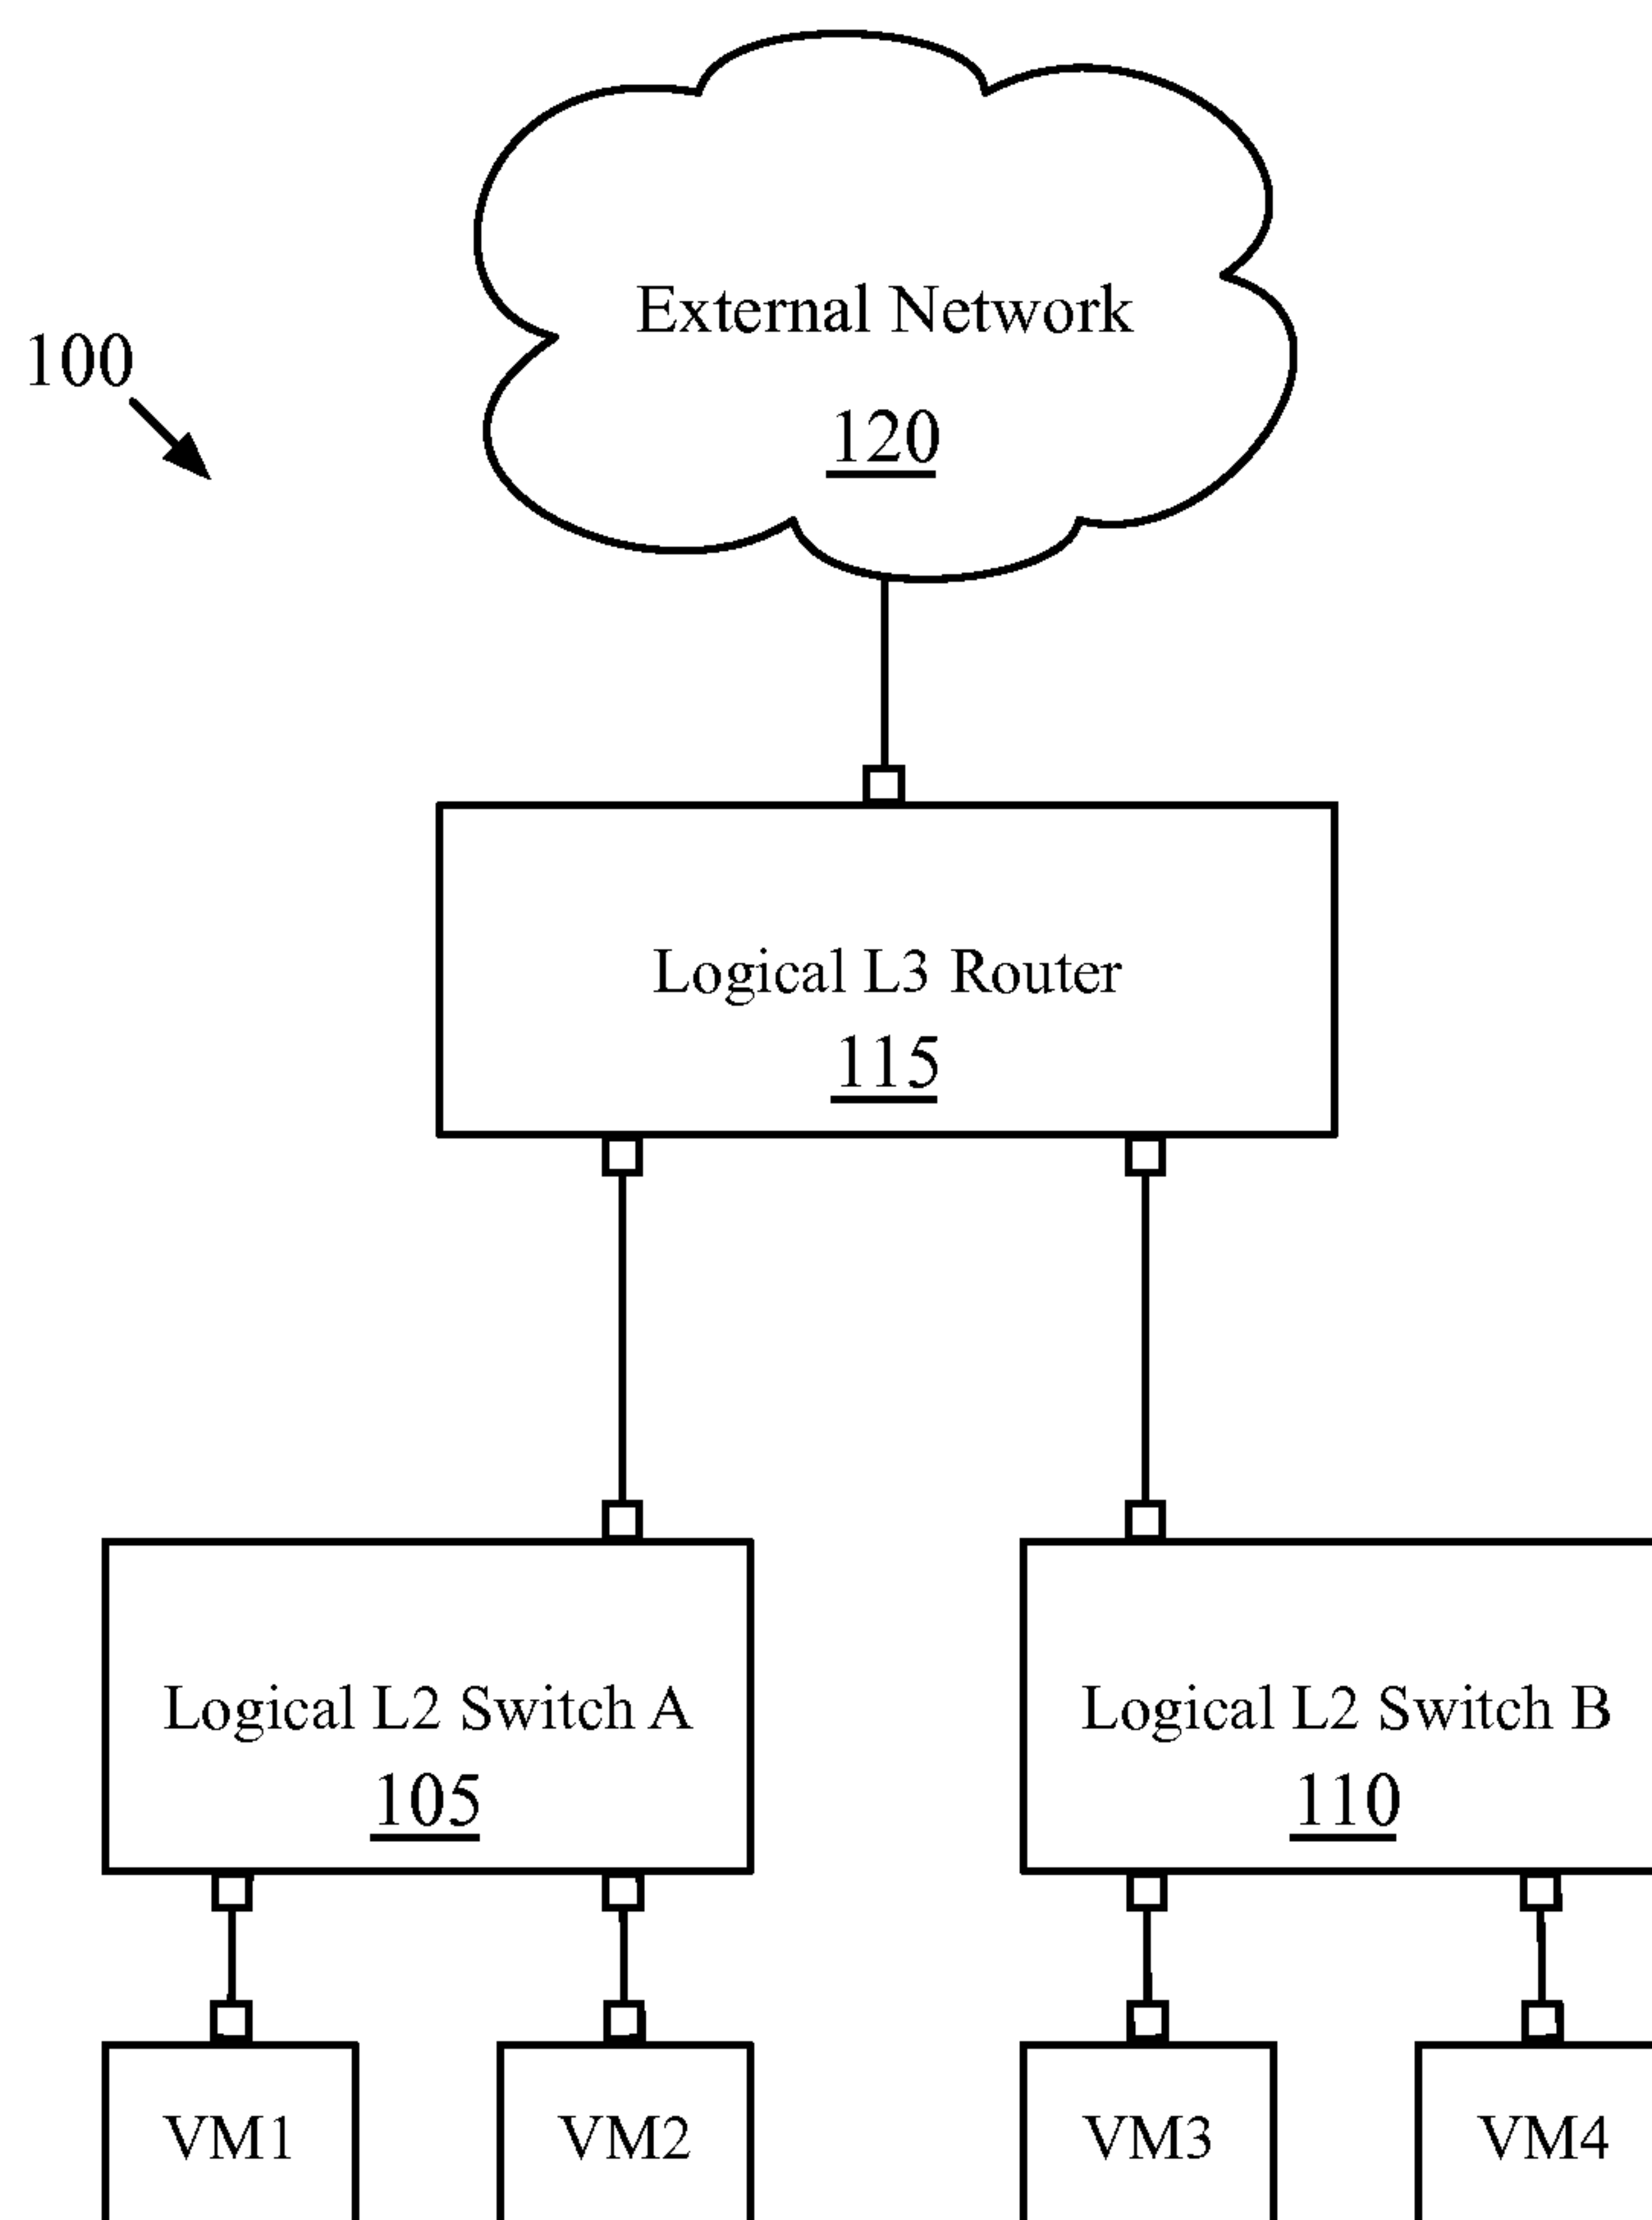 External Network
120
100
Logical L3 Router
115
Logical L2 Switch A
105
Logical L2 Switch B
110
VM1
VM2
VM3
VM4